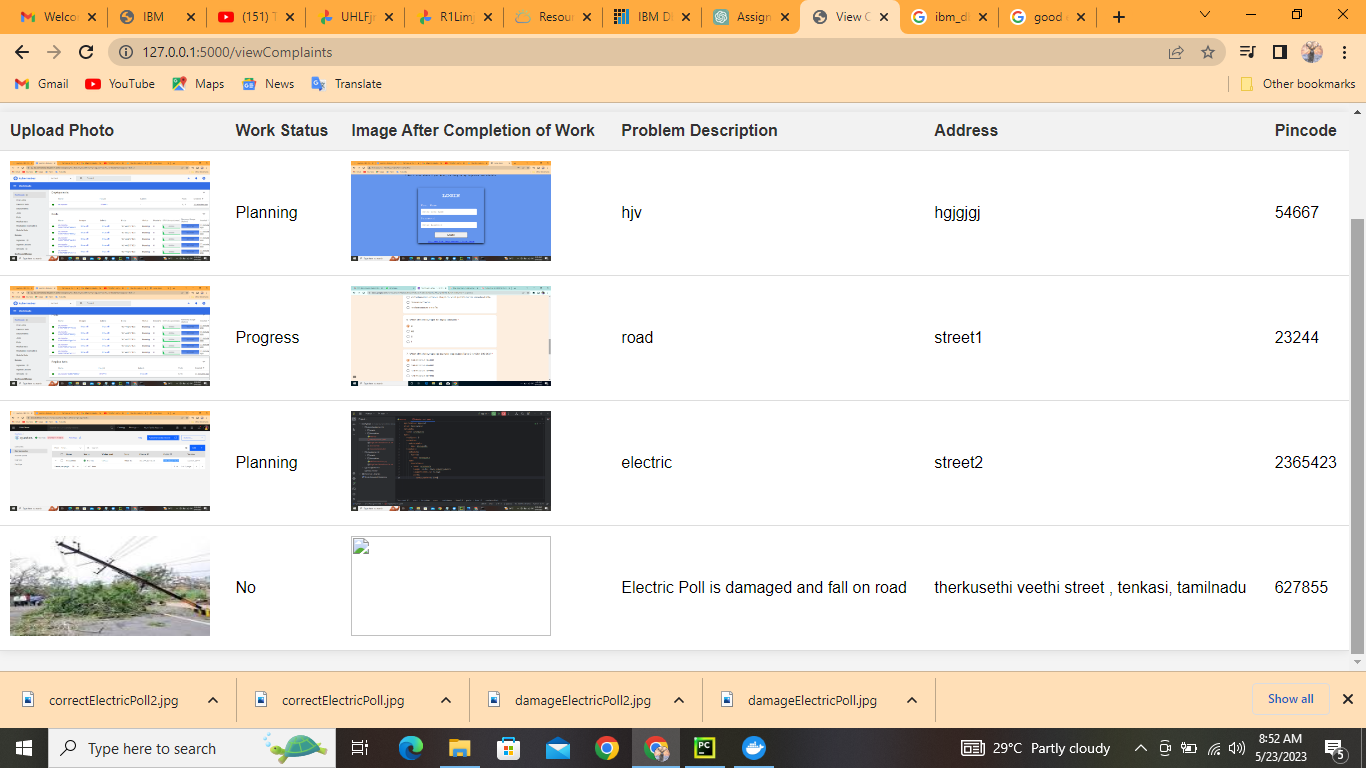 Welco
IBM
(151) T
UHLFjr
R1Lim
Resou
IBM D
Assign
View C
ibm_d
good
127.0.0.1:5000/viewComplaints
Gmail YouTube Maps News Translate Other bookmarks
Upload Photo Work Status Image After Completion of Work Problem Description Address Pincode
Planning hjv hgjgjgj 54667
LOGIN
Progress road street1 23244
Planning electric street2 2365423
No Electric Poll is damaged and fall on road therkusethi veethi street , tenkasi, tamilnadu 627855
correctElectricPoll2.jpg correctElectricPoll.jpg damageElectricPoll2.jpg damageElectricPoll.jpg Show all
Type here to search PC 29°C Partly cloudy 8:52 AM
5/23/2023 5